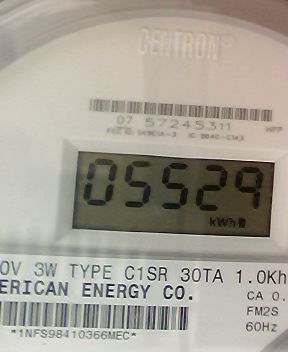 CENTRON®
07 57245311
05529
kWh
0V 3W TYPE C1SR 30TA 1.0Kh
ERICAN ENERGY CO.
CA 0.
FM2S
*1NFS98410366MEC*
60Hz